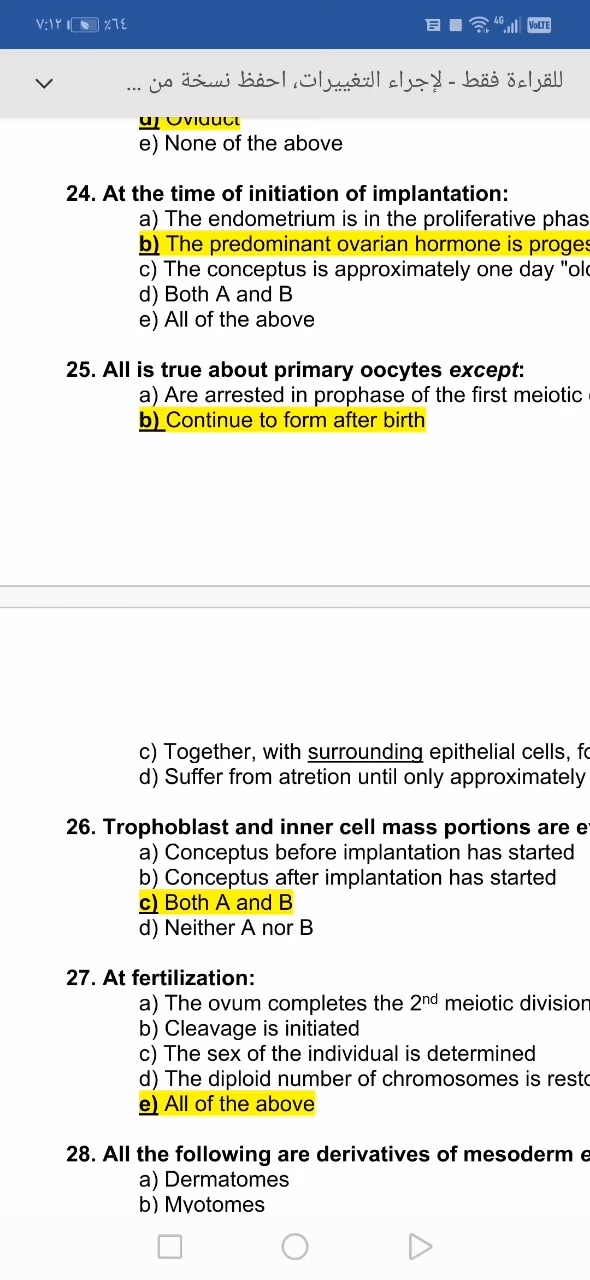 ٧:١٢ ٪٦٤ 4G VoLTE
للقراءة فقط - لإجراء التغييرات، احفظ نسخة من ...
d) Oviduct
e) None of the above
24. At the time of initiation of implantation:
a) The endometrium is in the proliferative phas
b) The predominant ovarian hormone is proges
c) The conceptus is approximately one day "old
d) Both A and B
e) All of the above
25. All is true about primary oocytes except:
a) Are arrested in prophase of the first meiotic
b) Continue to form after birth
c) Together, with surrounding epithelial cells, fo
d) Suffer from atretion until only approximately
26. Trophoblast and inner cell mass portions are e
a) Conceptus before implantation has started
b) Conceptus after implantation has started
c) Both A and B
d) Neither A nor B
27. At fertilization:
a) The ovum completes the 2nd meiotic division
b) Cleavage is initiated
c) The sex of the individual is determined
d) The diploid number of chromosomes is resto
e) All of the above
28. All the following are derivatives of mesoderm e
a) Dermatomes
b) Myotomes